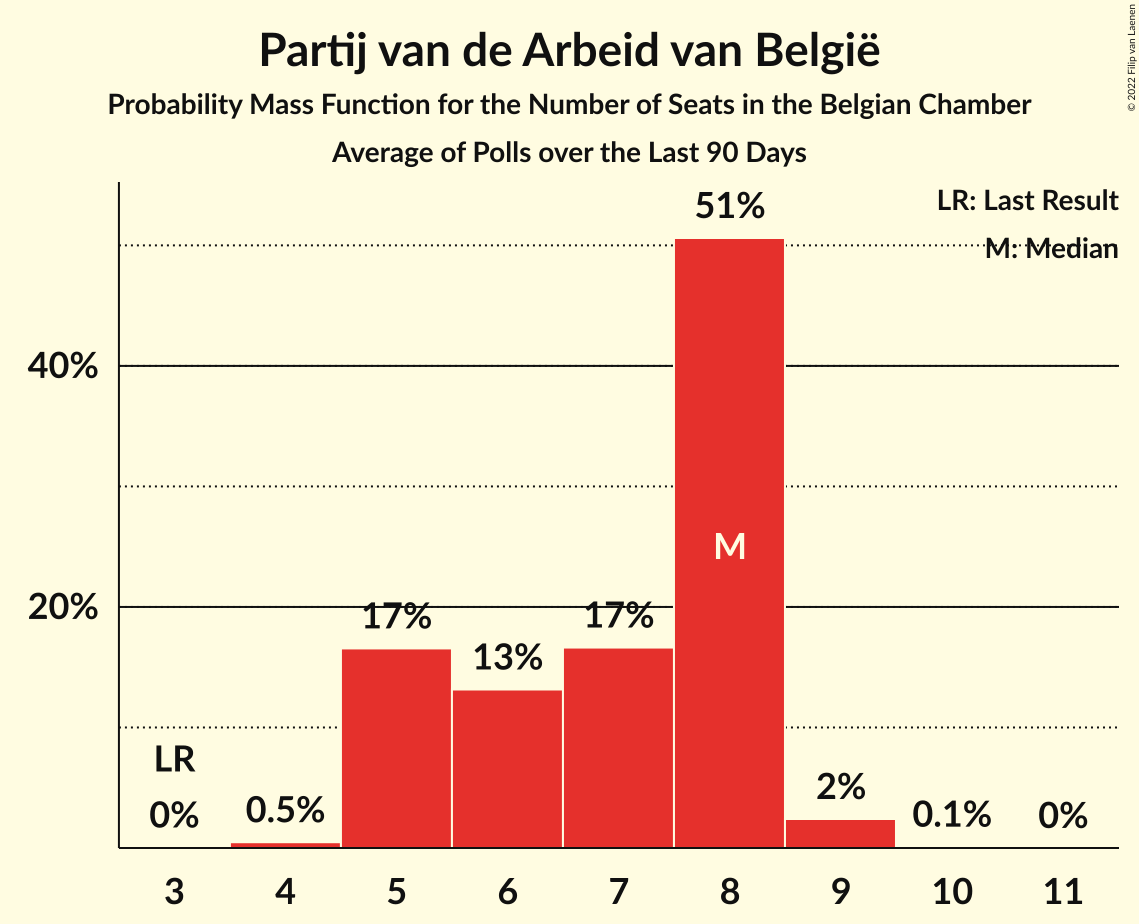 Partij van de Arbeid van België
Probability Mass Function for the Number of Seats in the Belgian Chamber
Average of Polls over the Last 90 Days
© 2022 Filip van Laenen
LR: Last Result
M: Median
51%
40%
M
20%
17%
13%
17%
LR
0%
0.5%
2%
0.1%
0%
3 4 5 6 7 8 9 10 11